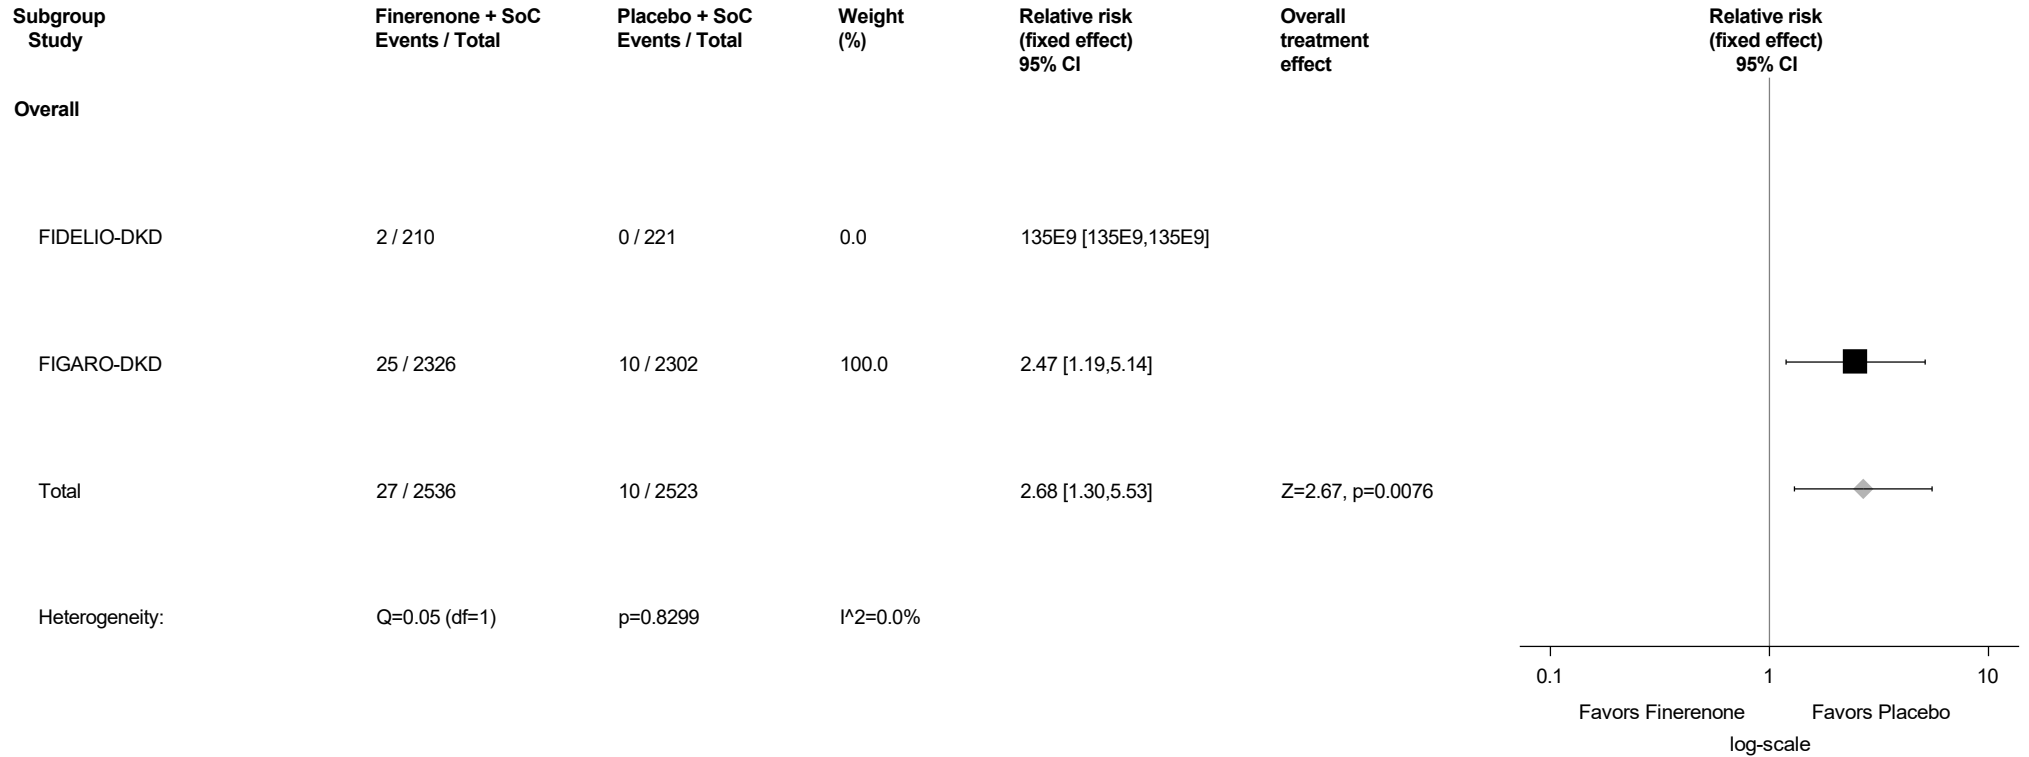 Subgroup Finerenone + SoC Placebo + SoC Weight Relative risk Overall Relative risk
Study Events / Total Events / Total (%) (fixed effect) treatment (fixed effect)
95% CI effect 95% CI
Overall
FIDELIO-DKD 2 / 210 0 / 221 0.0 135E9 [135E9,135E9]
FIGARO-DKD 25 / 2326 10 / 2302 100.0 2.47 [1.19,5.14]
Total 27 / 2536 10 / 2523 2.68 [1.30,5.53] Z=2.67, p=0.0076
Heterogeneity: Q=0.05 (df=1) p=0.8299 I^2=0.0%
0.1 1 10
Favors Finerenone Favors Placebo
log-scale